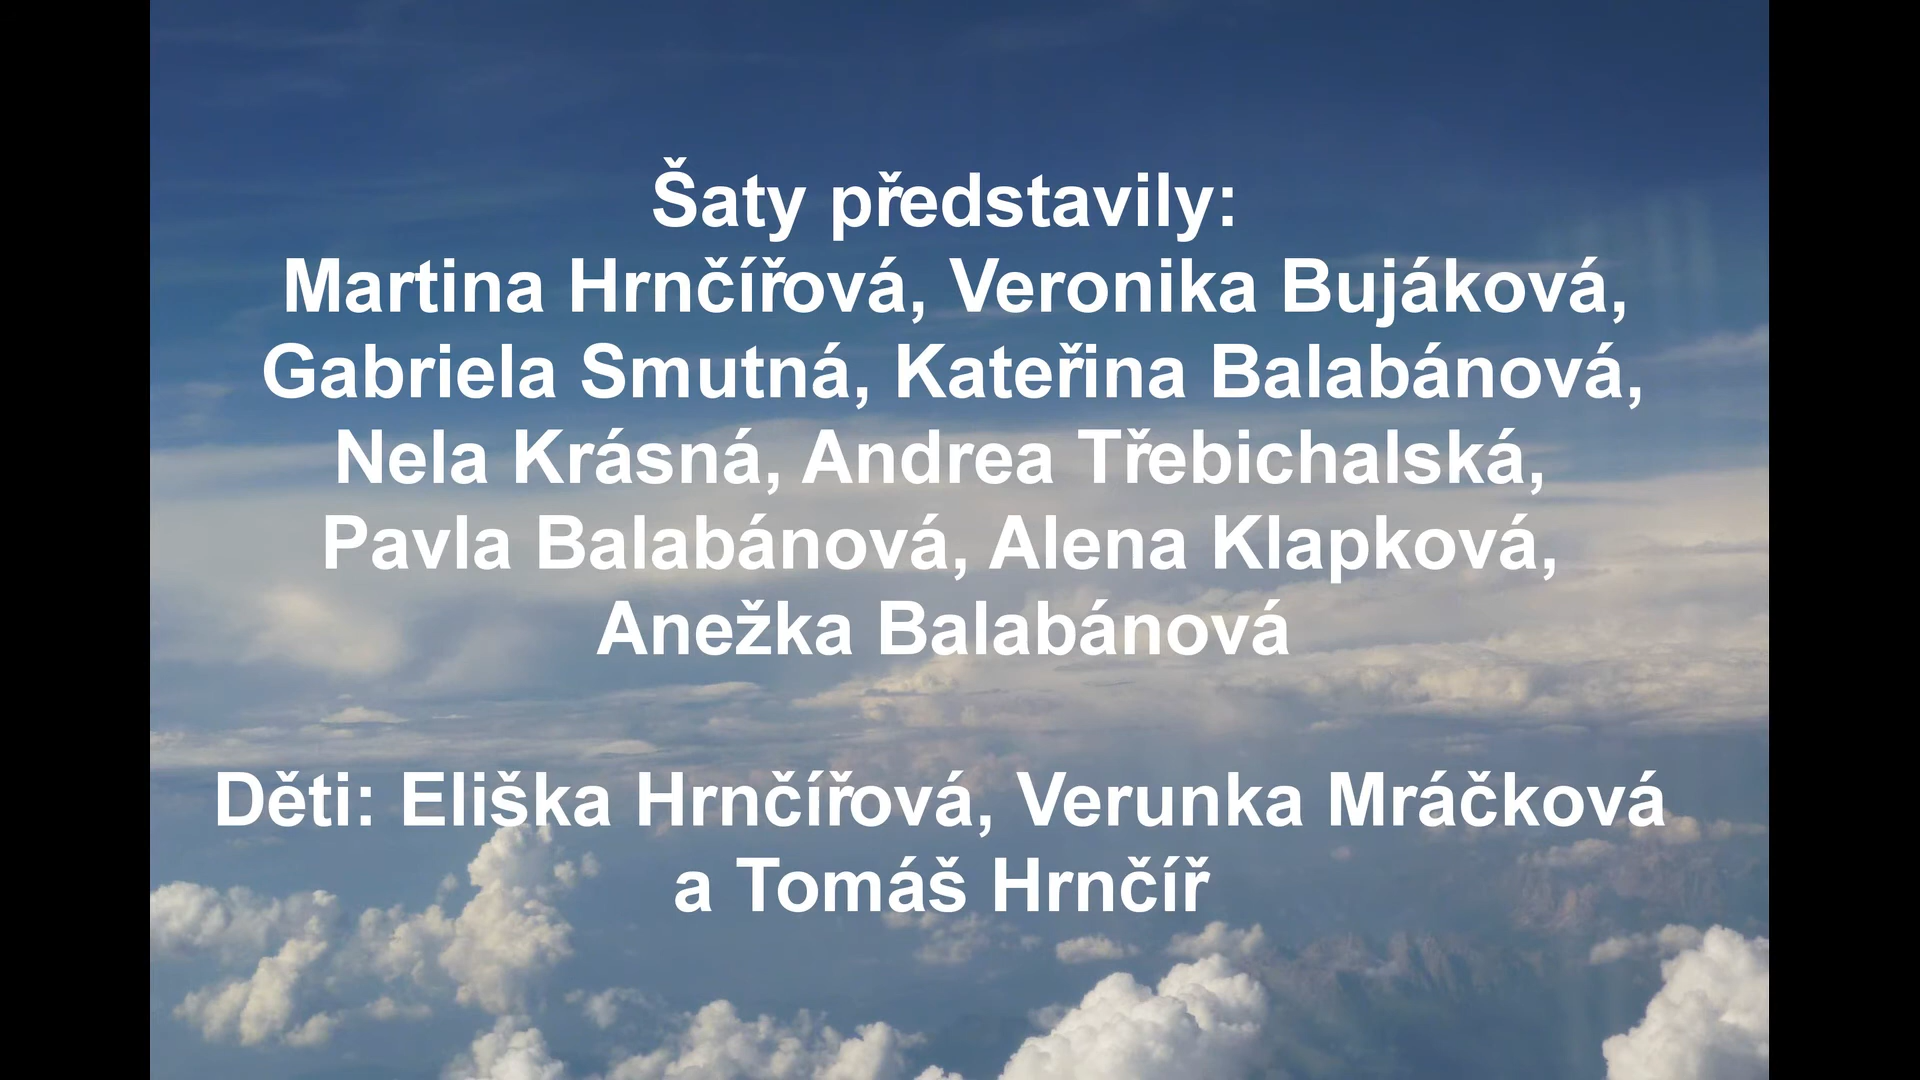 Šaty představily:
Martina Hrnčířová, Veronika Bujáková,
Gabriela Smutná, Kateřina Balabánová,
Nela Krásná, Andrea Třebichalská,
Pavla Balabánová, Alena Klapková,
Anežka Balabánová
Děti: Eliška Hrnčířová, Verunka Mráčková
a Tomáš Hrnčíř